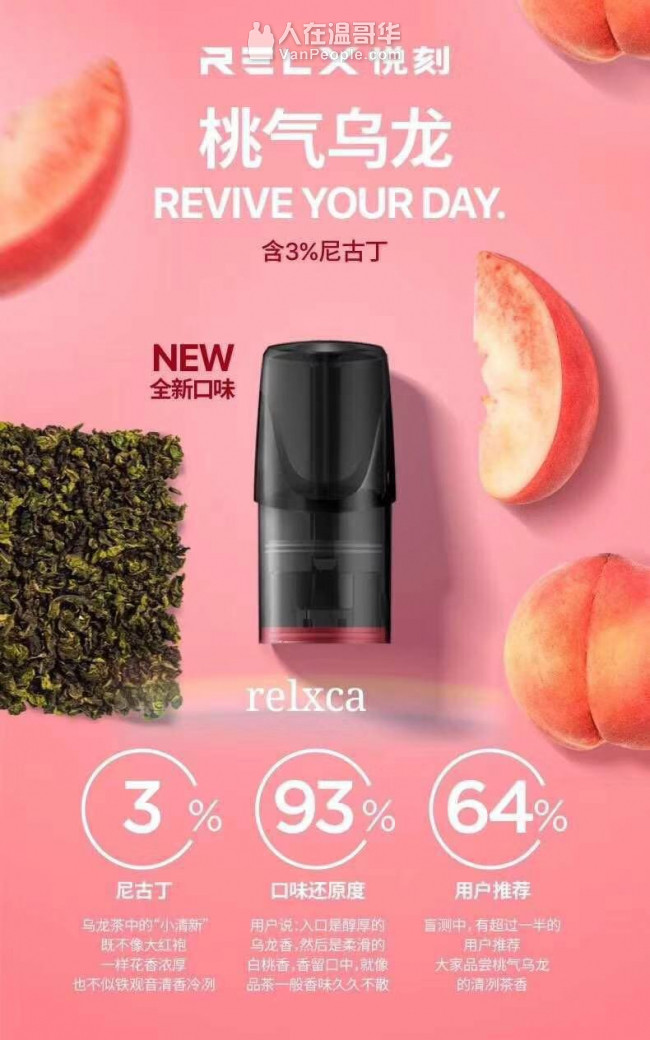 人在温哥华
VanPeople.com
RELX 悦刻
桃气乌龙
REVIVE YOUR DAY.
含3%尼古丁
NEW
全新口味
relxca
3%
尼古丁
乌龙茶中的“小清新”
既不像大红袍
一样花香浓厚
也不似铁观音清香冷冽
93%
口味还原度
用户说:入口是醇厚的
乌龙香,然后是柔滑的
白桃香,香留口中,就像
品茶一般香味久久不散
64%
用户推荐
盲测中,有超过一半的
用户推荐
大家品尝桃气乌龙
的清冽茶香